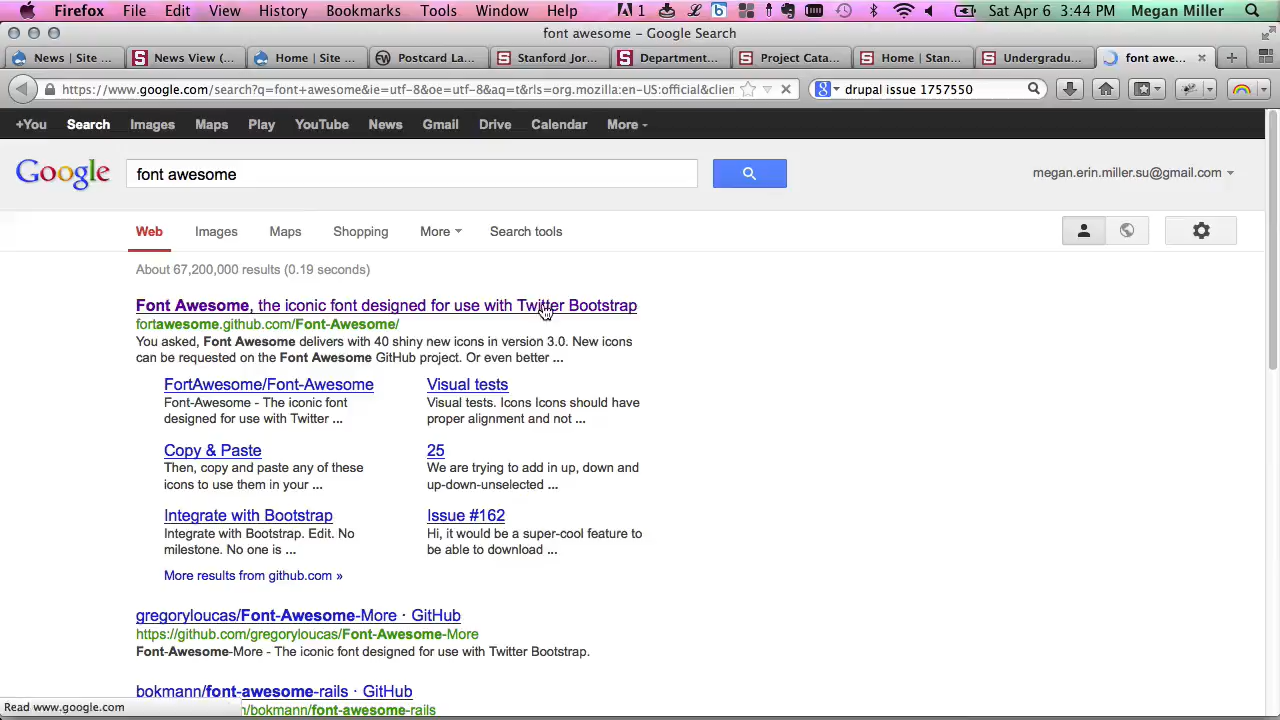 Firefox File Edit View History Bookmarks Tools Window Help 1 Sat Apr 6 3:44 PM Megan Miller
font awesome – Google Search
News | Site ... News View (... Home | Site ... Postcard La... Stanford Jor... Department... Project Cata... Home | Stan... Undergradu... font awe...
https://www.google.com/search?q=font+awesome&ie=utf-8&oe=utf-8&aq=t&rls=org.mozilla:en-US:official&clien drupal issue 1757550
+You Search Images Maps Play YouTube News Gmail Drive Calendar More
Google font awesome megan.erin.miller.su@gmail.com
Web Images Maps Shopping More Search tools
About 67,200,000 results (0.19 seconds)
Font Awesome, the iconic font designed for use with Twitter Bootstrap
fortawesome.github.com/Font-Awesome/
You asked, Font Awesome delivers with 40 shiny new icons in version 3.0. New icons
can be requested on the Font Awesome GitHub project. Or even better ...
FortAwesome/Font-Awesome
Font-Awesome - The iconic font
designed for use with Twitter ...
Visual tests
Visual tests. Icons Icons should have
proper alignment and not ...
Copy & Paste
Then, copy and paste any of these
icons to use them in your ...
25
We are trying to add in up, down and
up-down-unselected ...
Integrate with Bootstrap
Integrate with Bootstrap. Edit. No
milestone. No one is ...
Issue #162
Hi, it would be a super-cool feature to
be able to download ...
More results from github.com »
gregoryloucas/Font-Awesome-More · GitHub
https://github.com/gregoryloucas/Font-Awesome-More
Font-Awesome-More - The iconic font designed for use with Twitter Bootstrap.
bokmann/font-awesome-rails · GitHub
Read www.google.com
/bokmann/font-awesome-rails